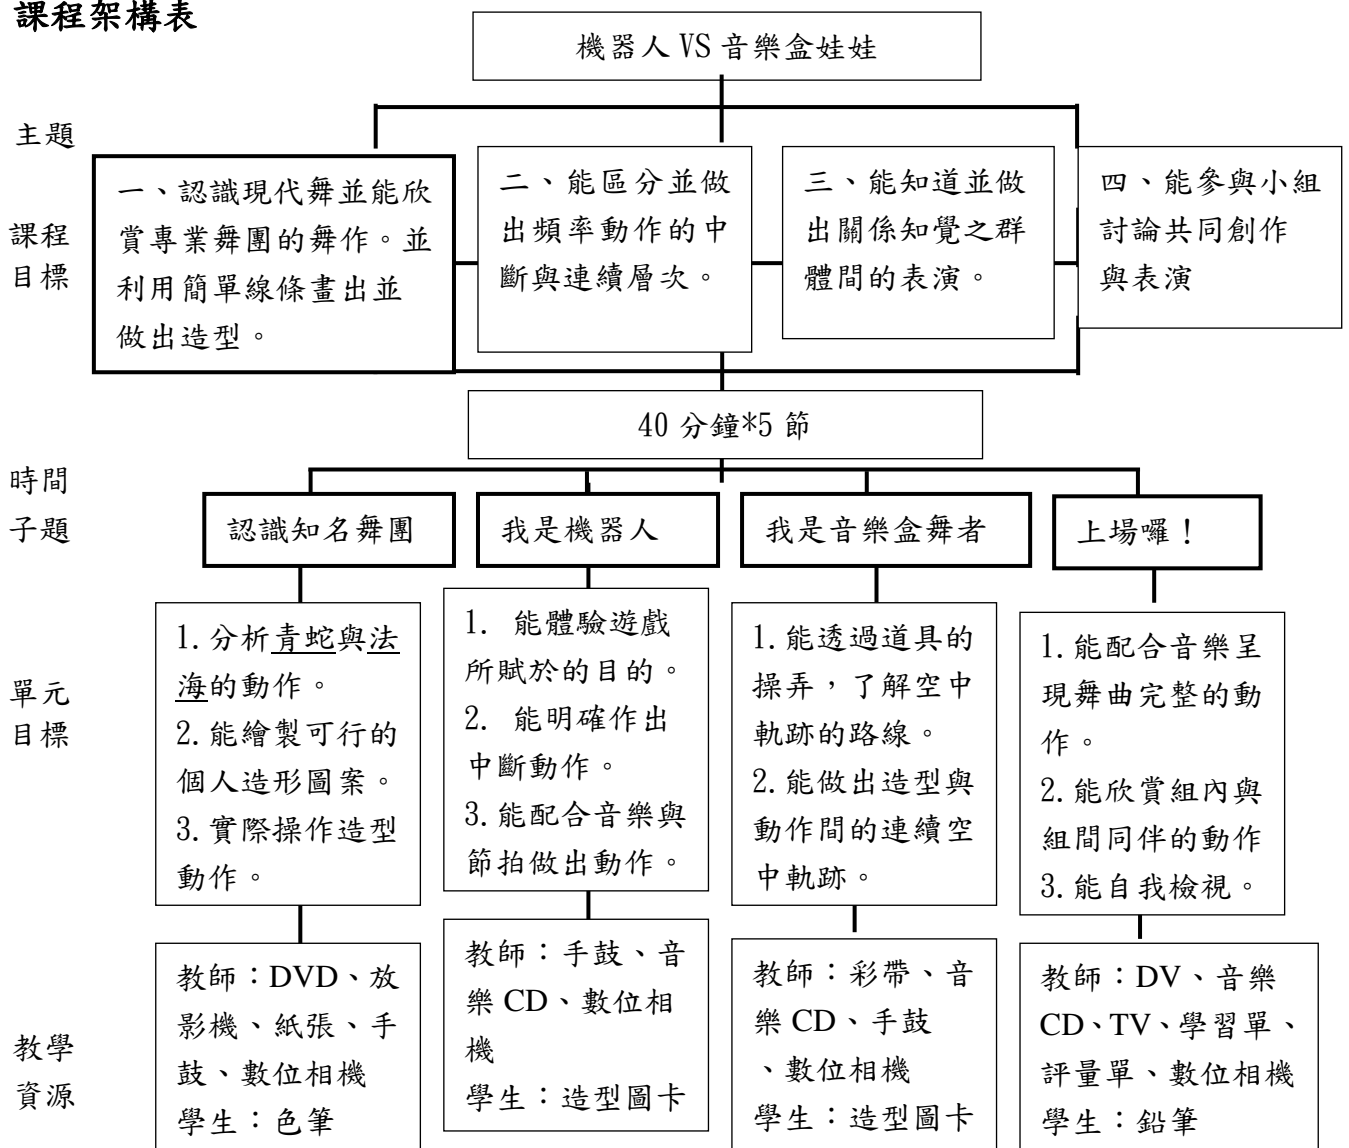 課程架構表
機器人 VS 音樂盒娃娃
主題
課程
目標
一、認識現代舞並能欣
賞專業舞團的舞作。並
利用簡單線條畫出並
做出造型。
二、能區分並做
出頻率動作的中
斷與連續層次。
三、能知道並做
出關係知覺之群
體間的表演。
四、能參與小組
討論共同創作
與表演
40 分鐘*5 節
時間
子題
認識知名舞團
我是機器人
我是音樂盒舞者
上場囉！
單元
目標
1.分析青蛇與法
海的動作。
2.能繪製可行的
個人造形圖案。
3.實際操作造型
動作。
1. 能體驗遊戲
所賦於的目的。
2. 能明確作出
中斷動作。
3.能配合音樂與
節拍做出動作。
1.能透過道具的
操弄，了解空中
軌跡的路線。
2.能做出造型與
動作間的連續空
中軌跡。
1.能配合音樂呈
現舞曲完整的動
作。
2.能欣賞組內與
組間同伴的動作
3.能自我檢視。
教學
資源
教師：DVD、放
影機、紙張、手
鼓、數位相機
學生：色筆
教師：手鼓、音
樂 CD、數位相
機
學生：造型圖卡
教師：彩帶、音
樂 CD、手鼓
、數位相機
學生：造型圖卡
教師：DV、音樂
CD、TV、學習單、
評量單、數位相機
學生：鉛筆